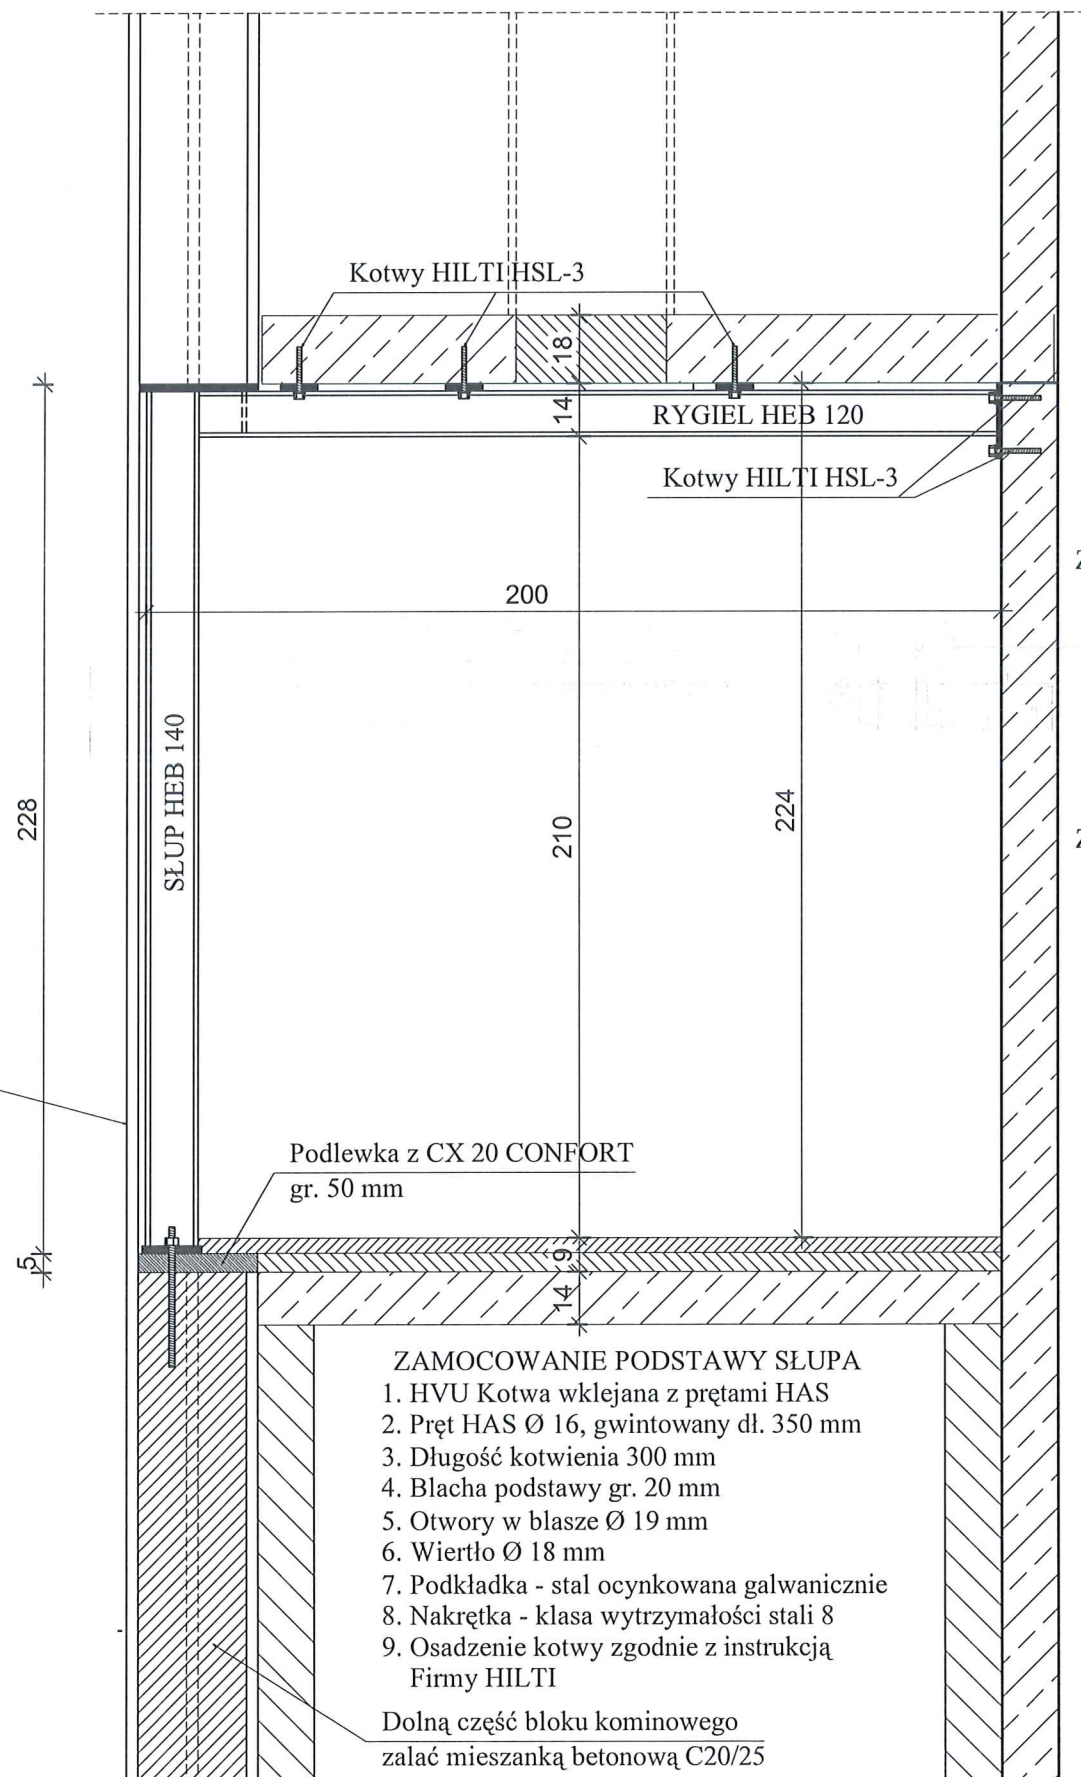 Kotwy HILTI HSL-3
18
14
RYGIEL HEB 120
Kotwy HILTI HSL-3
Z
200
SŁUP HEB 140
228
210
224
Z
Podlewka z CX 20 CONFORT
gr. 50 mm
5
9
14
ZAMOCOWANIE PODSTAWY SŁUPA
1. HVU Kotwa wklejana z prętami HAS
2. Pręt HAS Ø 16, gwintowany dł. 350 mm
3. Długość kotwienia 300 mm
4. Blacha podstawy gr. 20 mm
5. Otwory w blasze Ø 19 mm
6. Wiertło Ø 18 mm
7. Podkładka - stal ocynkowana galwanicznie
8. Nakrętka - klasa wytrzymałości stali 8
9. Osadzenie kotwy zgodnie z instrukcją
Firmy HILTI
Dolną część bloku kominowego
zalać mieszanką betonową C20/25